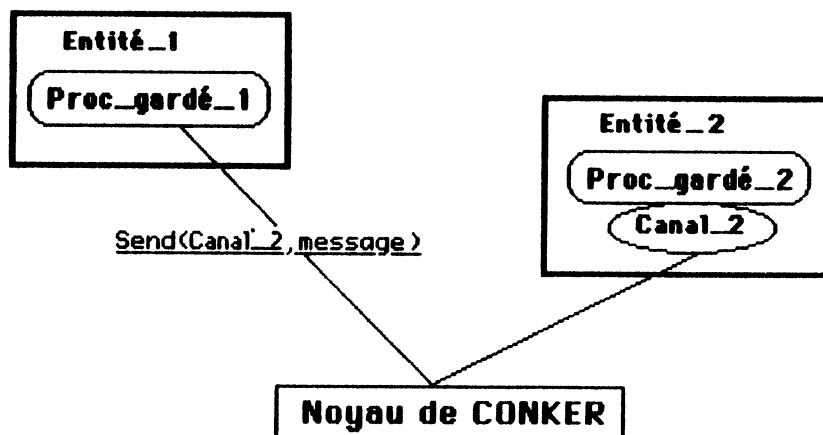 Entité_1
Proc_gardé_1
Entité_2
Proc_gardé_2
Canal_2
Send(Canal_2,message)
Noyau de CONKER